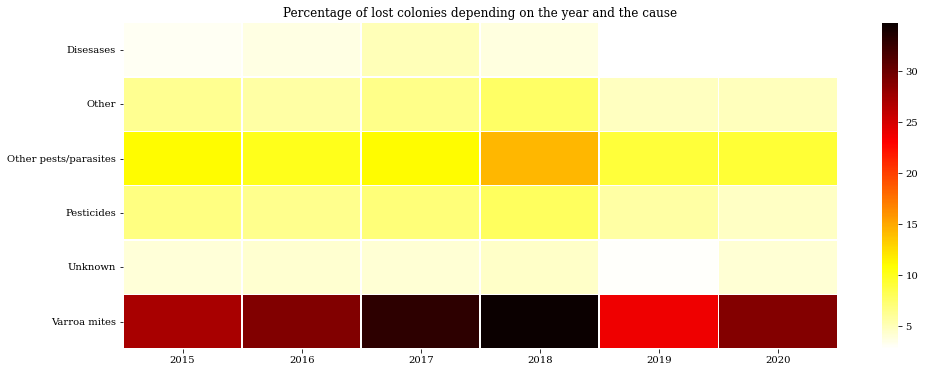 Percentage of lost colonies depending on the year and the cause
Disesases
Other
Other pests/parasites
Pesticides
Unknown
Varroa mites
2015 2016 2017 2018 2019 2020
30
25
20
15
10
5